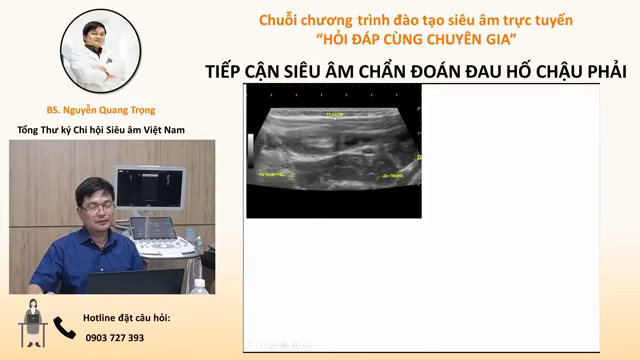 Chuỗi chương trình đào tạo siêu âm trực tuyến
“HỎI ĐÁP CÙNG CHUYÊN GIA”
TIẾP CẬN SIÊU ÂM CHẨN ĐOÁN ĐAU HỐ CHẬU PHẢI
BS. Nguyễn Quang Trọng
Tổng Thư ký Chi hội Siêu âm Việt Nam
Hotline đặt câu hỏi:
0903 727 393